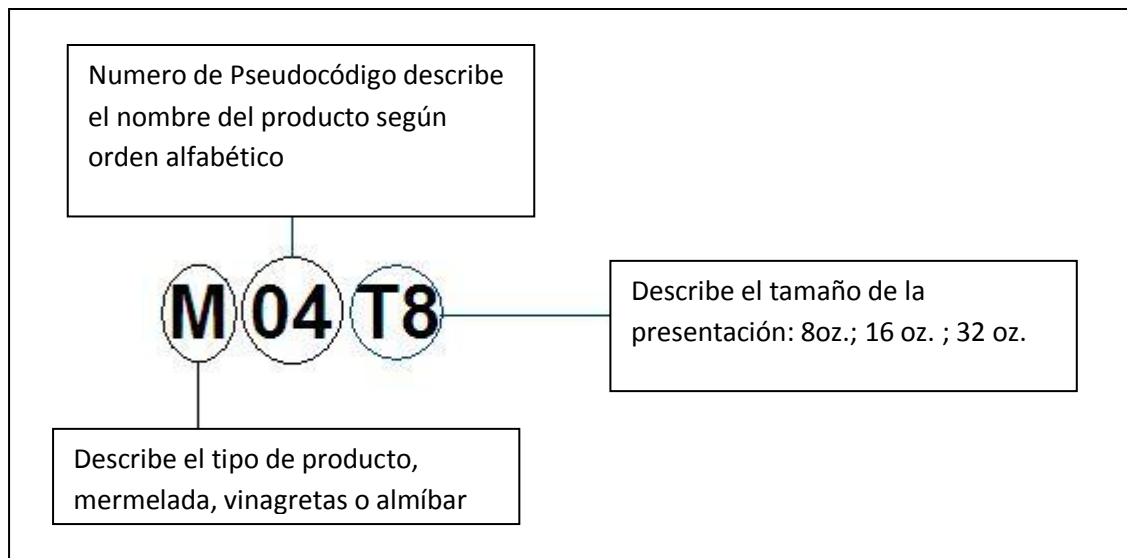 Numero de Pseudocódigo describe
el nombre del producto según
orden alfabético
M 04 T8
Describe el tamaño de la
presentación: 8oz.; 16 oz. ; 32 oz.
Describe el tipo de producto,
mermelada, vinagretas o almíbar